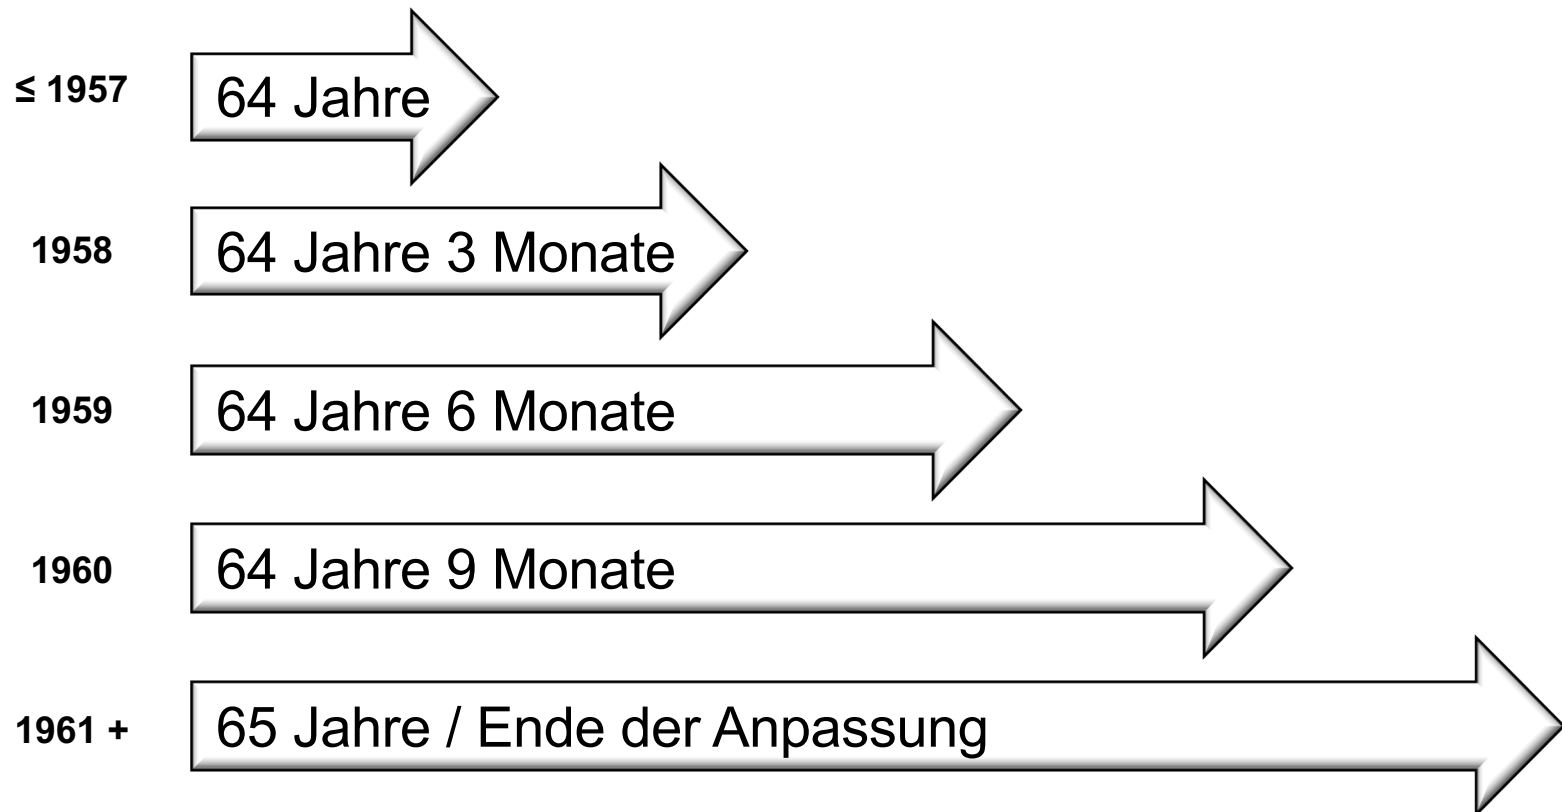 ≤ 1957 64 Jahre
1958 64 Jahre 3 Monate
1959 64 Jahre 6 Monate
1960 64 Jahre 9 Monate
1961 + 65 Jahre / Ende der Anpassung